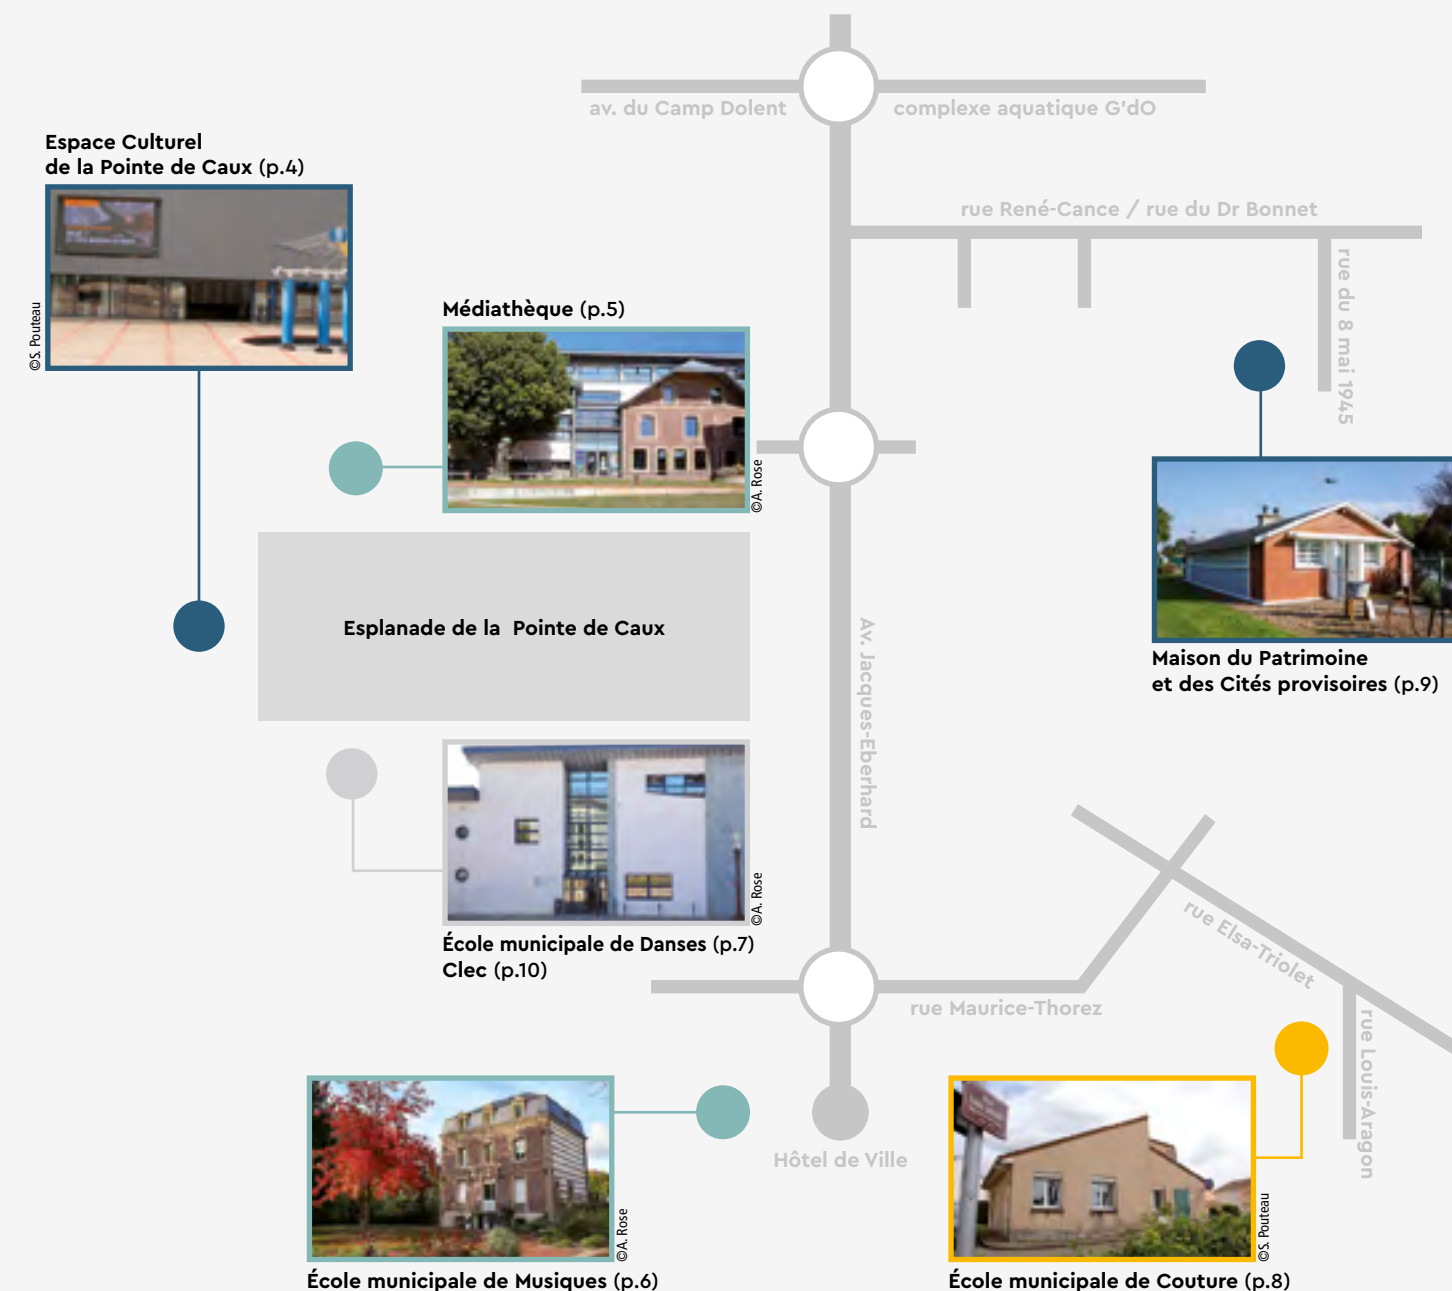 av. du Camp Dolent
complexe aquatique G'dO
Espace Culturel
de la Pointe de Caux (p.4)
©S. Pouteau
rue René-Cance / rue du Dr Bonnet
rue du 8 mai 1945
Médiathèque (p.5)
©A. Rose
Esplanade de la Pointe de Caux
Av. Jacques-Eberhard
Maison du Patrimoine
et des Cités provisoires (p.9)
©A. Rose
École municipale de Danses (p.7)
Clec (p.10)
rue Elsa-Triolet
rue Maurice-Thorez
rue Louis-Aragon
Hôtel de Ville
©A. Rose
École municipale de Musiques (p.6)
©S. Pouteau
École municipale de Couture (p.8)